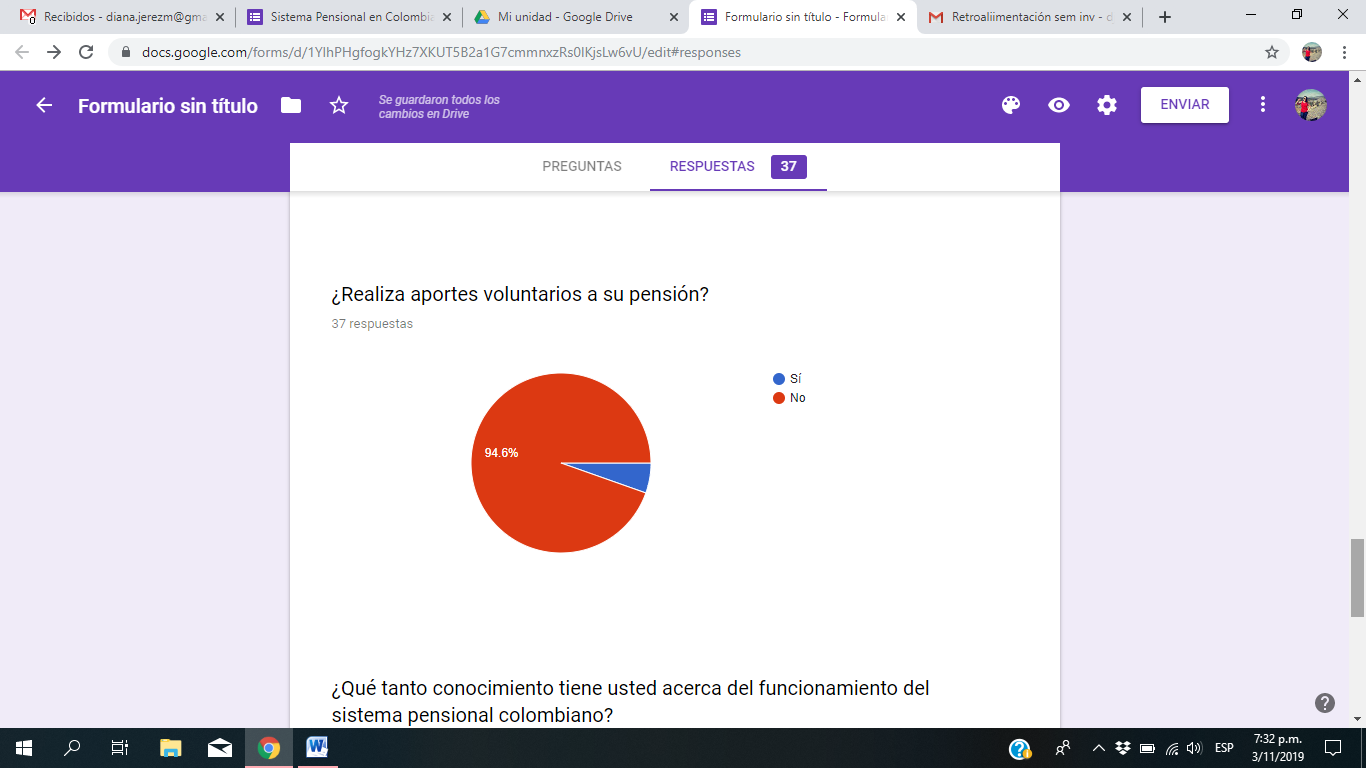 Recibidos - diana.jerezm@gma
Sistema Pensional en Colombia
Mi unidad - Google Drive
Formulario sin título - Formula
Retroaliimentación sem inv - d
docs.google.com/forms/d/1YlhPHgfogkYHz7XKUT5B2a1G7cmmnxzRs0lKjsLw6vU/edit#responses
Formulario sin título
Se guardaron todos los
cambios en Drive
ENVIAR
PREGUNTAS
RESPUESTAS 37
¿Realiza aportes voluntarios a su pensión?
37 respuestas
Sí
No
94.6%
¿Qué tanto conocimiento tiene usted acerca del funcionamiento del
sistema pensional colombiano?
ESP
7:32 p.m.
3/11/2019